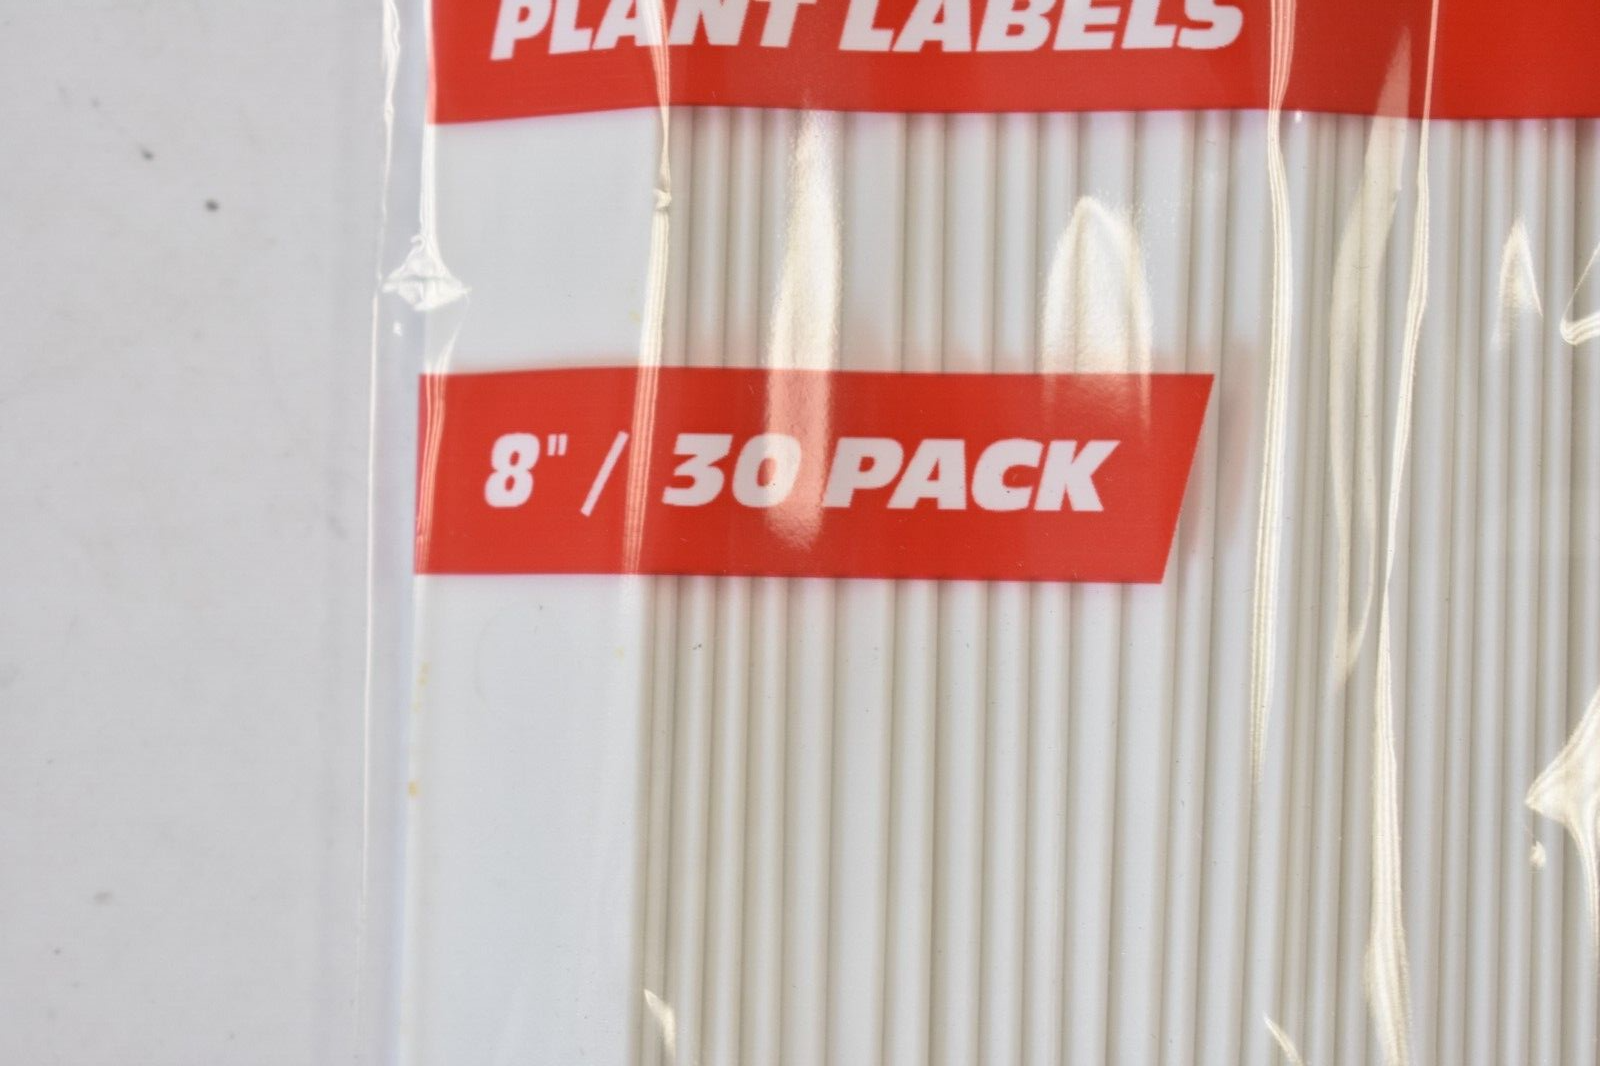 PLANT LABELS
8" / 30 PACK